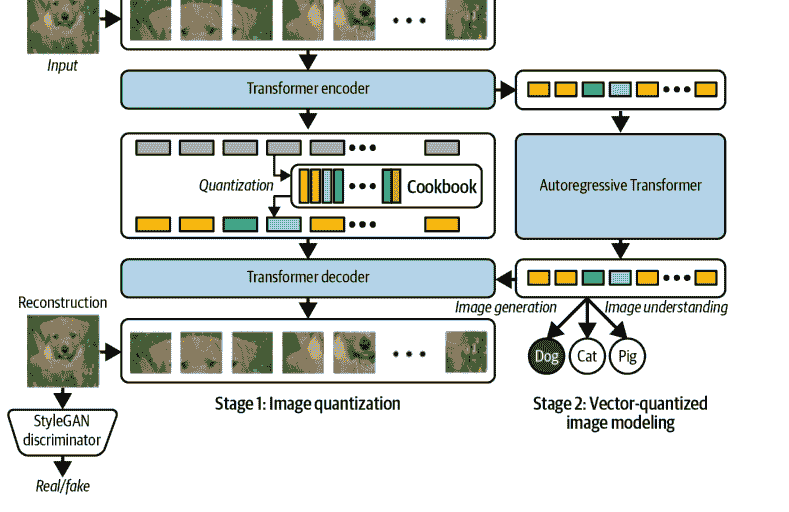 Input
Transformer encoder
Quantization
Cookbook
Autoregressive Transformer
Transformer decoder
Image generation
Image understanding
Reconstruction
Dog
Cat
Pig
Stage 1: Image quantization
Stage 2: Vector-quantized
image modeling
StyleGAN
discriminator
Real/fake